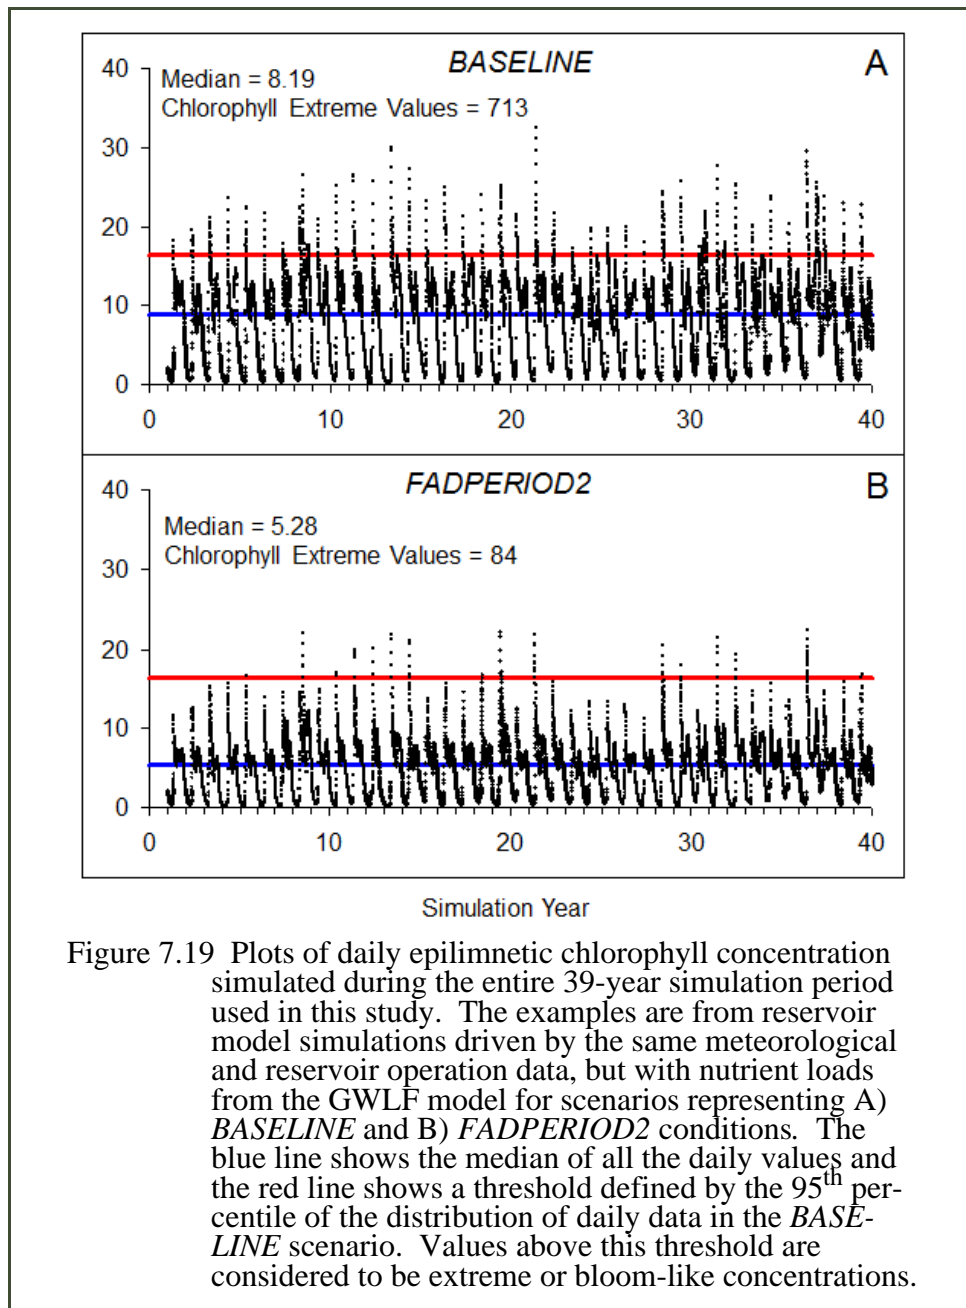 BASELINE
A
Median = 8.19
Chlorophyll Extreme Values = 713
40
30
20
10
0
0 10 20 30 40
FADPERIOD2
B
Median = 5.28
Chlorophyll Extreme Values = 84
40
30
20
10
0
0 10 20 30 40
Simulation Year
Figure 7.19 Plots of daily epilimnetic chlorophyll concentration
simulated during the entire 39-year simulation period
used in this study. The examples are from reservoir
model simulations driven by the same meteorological
and reservoir operation data, but with nutrient loads
from the GWLF model for scenarios representing A)
BASELINE and B) FADPERIOD2 conditions. The
blue line shows the median of all the daily values and
the red line shows a threshold defined by the 95th per-
centile of the distribution of daily data in the BASE-
LINE scenario. Values above this threshold are
considered to be extreme or bloom-like concentrations.